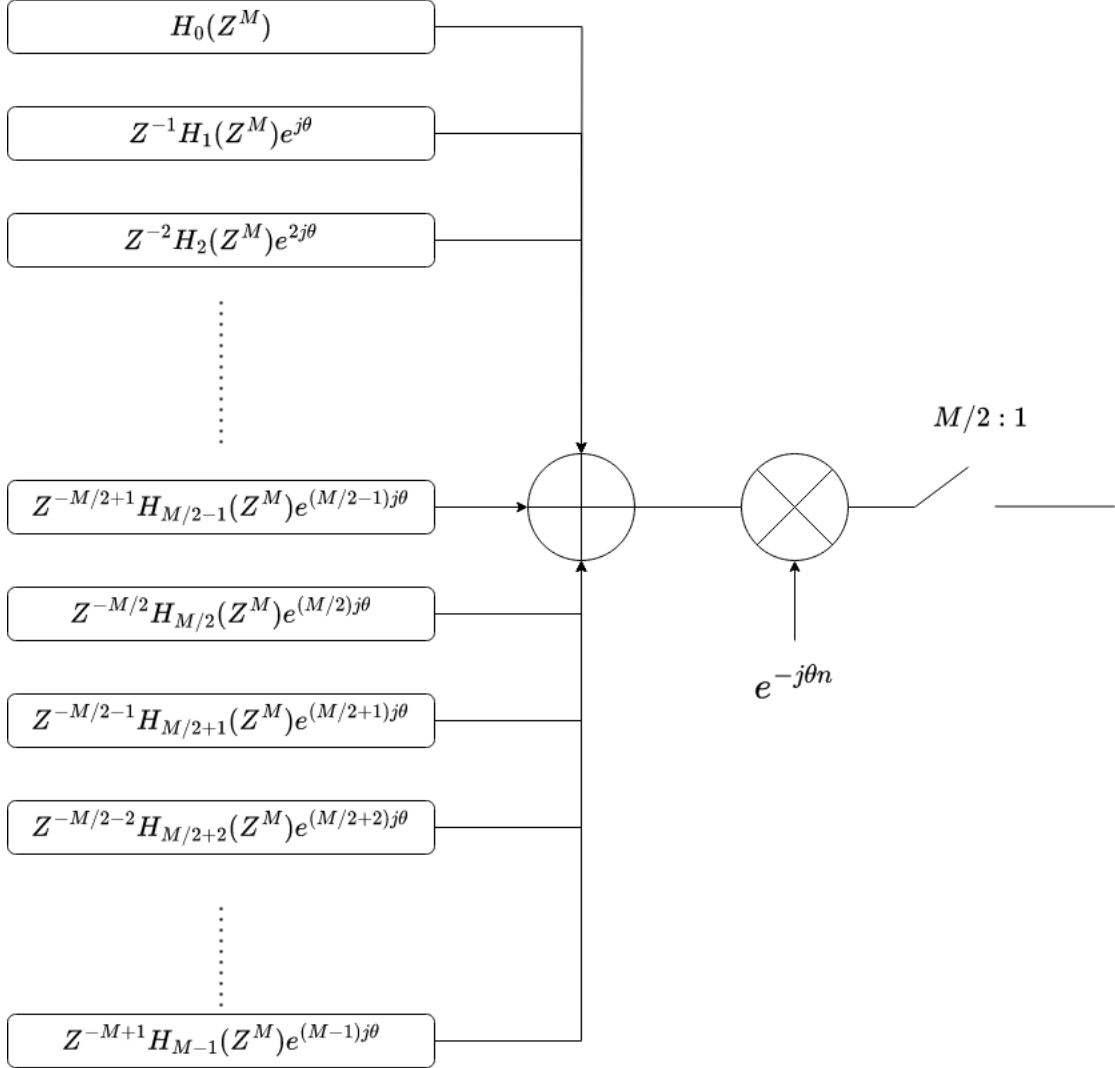 H_0(Z^M)
Z^{-1}H_1(Z^M)e^{jθ}
Z^{-2}H_2(Z^M)e^{2jθ}
M/2 : 1
Z^{-M/2+1}H_{M/2-1}(Z^M)e^{(M/2-1)jθ}
Z^{-M/2}H_{M/2}(Z^M)e^{(M/2)jθ}
e^{-jθn}
Z^{-M/2-1}H_{M/2+1}(Z^M)e^{(M/2+1)jθ}
Z^{-M/2-2}H_{M/2+2}(Z^M)e^{(M/2+2)jθ}
Z^{-M+1}H_{M-1}(Z^M)e^{(M-1)jθ}